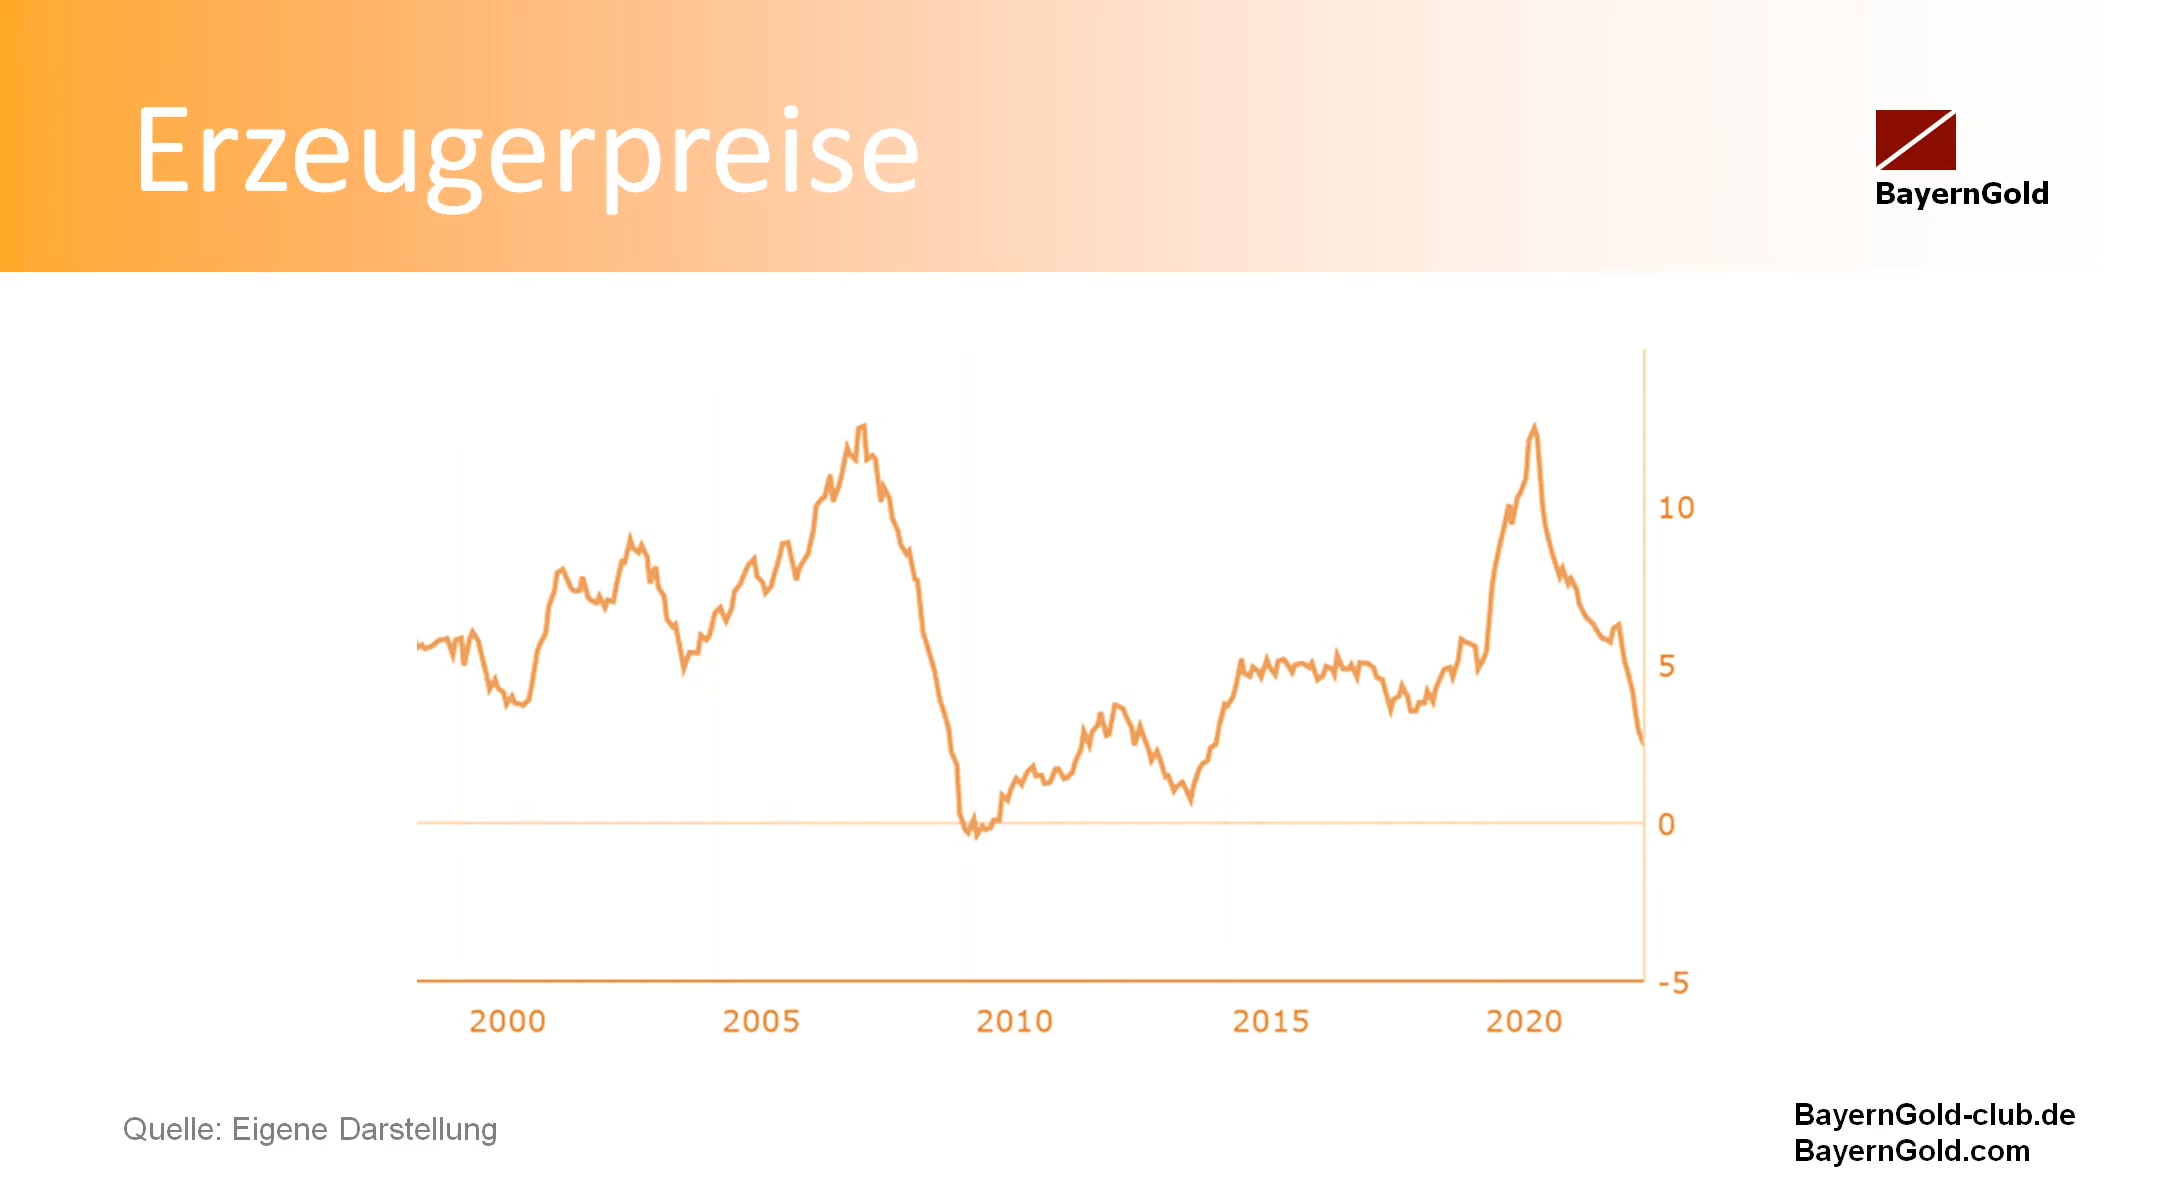 Erzeugerpreise
BayernGold
10
5
0
-5
2000 2005 2010 2015 2020
Quelle: Eigene Darstellung
BayernGold-club.de
BayernGold.com